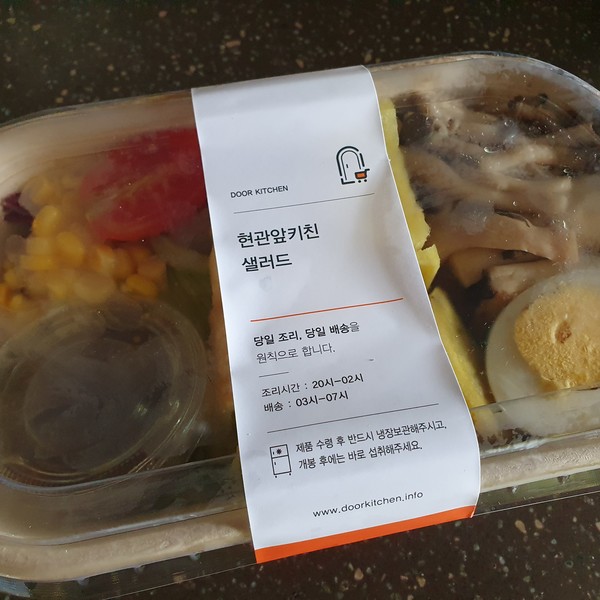 DOOR KITCHEN
현관앞키친
샐러드
당일 조리, 당일 배송을
원칙으로 합니다.
조리시간 : 20시-02시
배송 : 03시-07시
제품 수령 후 반드시 냉장보관해주시고,
개봉 후에는 바로 섭취해주세요.
www.doorkitchen.info